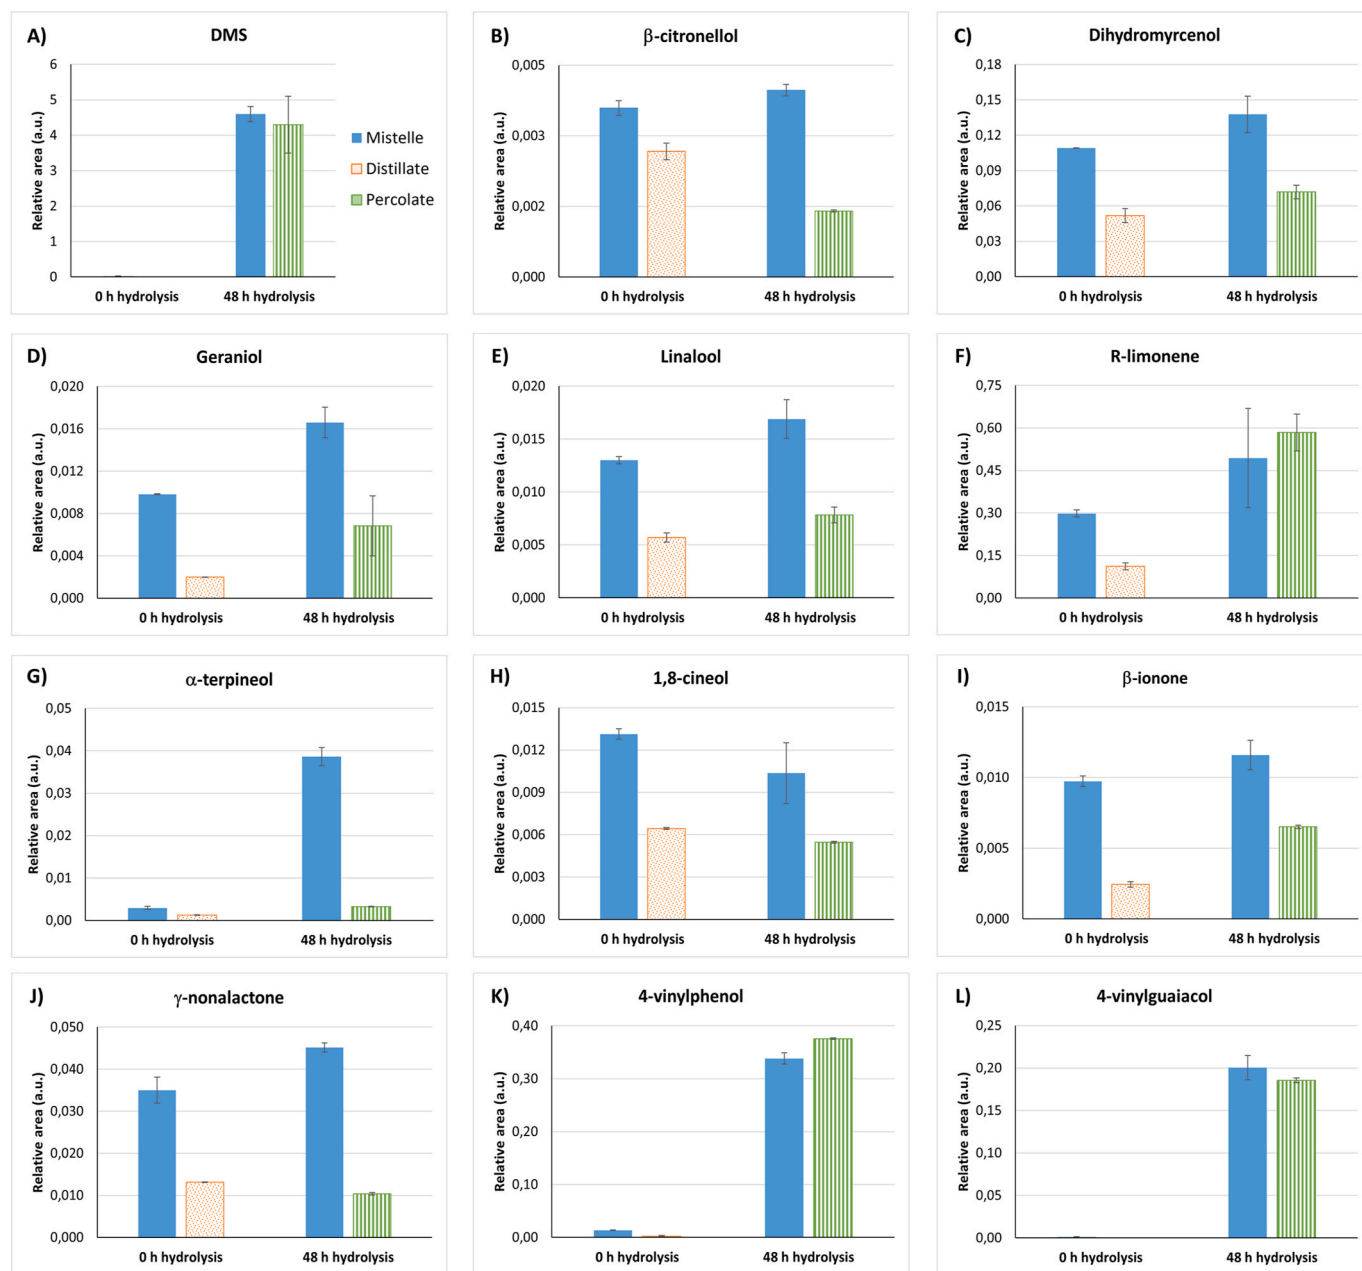 A) DMS
Relative area (a.u.)
6
5
4
3
2
1
0
0 h hydrolysis 48 h hydrolysis
Mistelle
Distillate
Percolate
B) β-citronellol
Relative area (a.u.)
0,005
0,003
0,002
0,000
0 h hydrolysis 48 h hydrolysis
C) Dihydromyrcenol
Relative area (a.u.)
0,18
0,15
0,12
0,09
0,06
0,03
0,00
0 h hydrolysis 48 h hydrolysis
D) Geraniol
Relative area (a.u.)
0,020
0,016
0,012
0,008
0,004
0,000
0 h hydrolysis 48 h hydrolysis
E) Linalool
Relative area (a.u.)
0,020
0,015
0,010
0,005
0,000
0 h hydrolysis 48 h hydrolysis
F) R-limonene
Relative area (a.u.)
0,75
0,60
0,45
0,30
0,15
0,00
0 h hydrolysis 48 h hydrolysis
G) α-terpineol
Relative area (a.u.)
0,05
0,04
0,03
0,02
0,01
0,00
0 h hydrolysis 48 h hydrolysis
H) 1,8-cineol
Relative area (a.u.)
0,015
0,012
0,009
0,006
0,003
0,000
0 h hydrolysis 48 h hydrolysis
I) β-ionone
Relative area (a.u.)
0,015
0,010
0,005
0,000
0 h hydrolysis 48 h hydrolysis
J) γ-nonalactone
Relative area (a.u.)
0,050
0,040
0,030
0,020
0,010
0,000
0 h hydrolysis 48 h hydrolysis
K) 4-vinylphenol
Relative area (a.u.)
0,40
0,30
0,20
0,10
0,00
0 h hydrolysis 48 h hydrolysis
L) 4-vinylguaiacol
Relative area (a.u.)
0,25
0,20
0,15
0,10
0,05
0,00
0 h hydrolysis 48 h hydrolysis